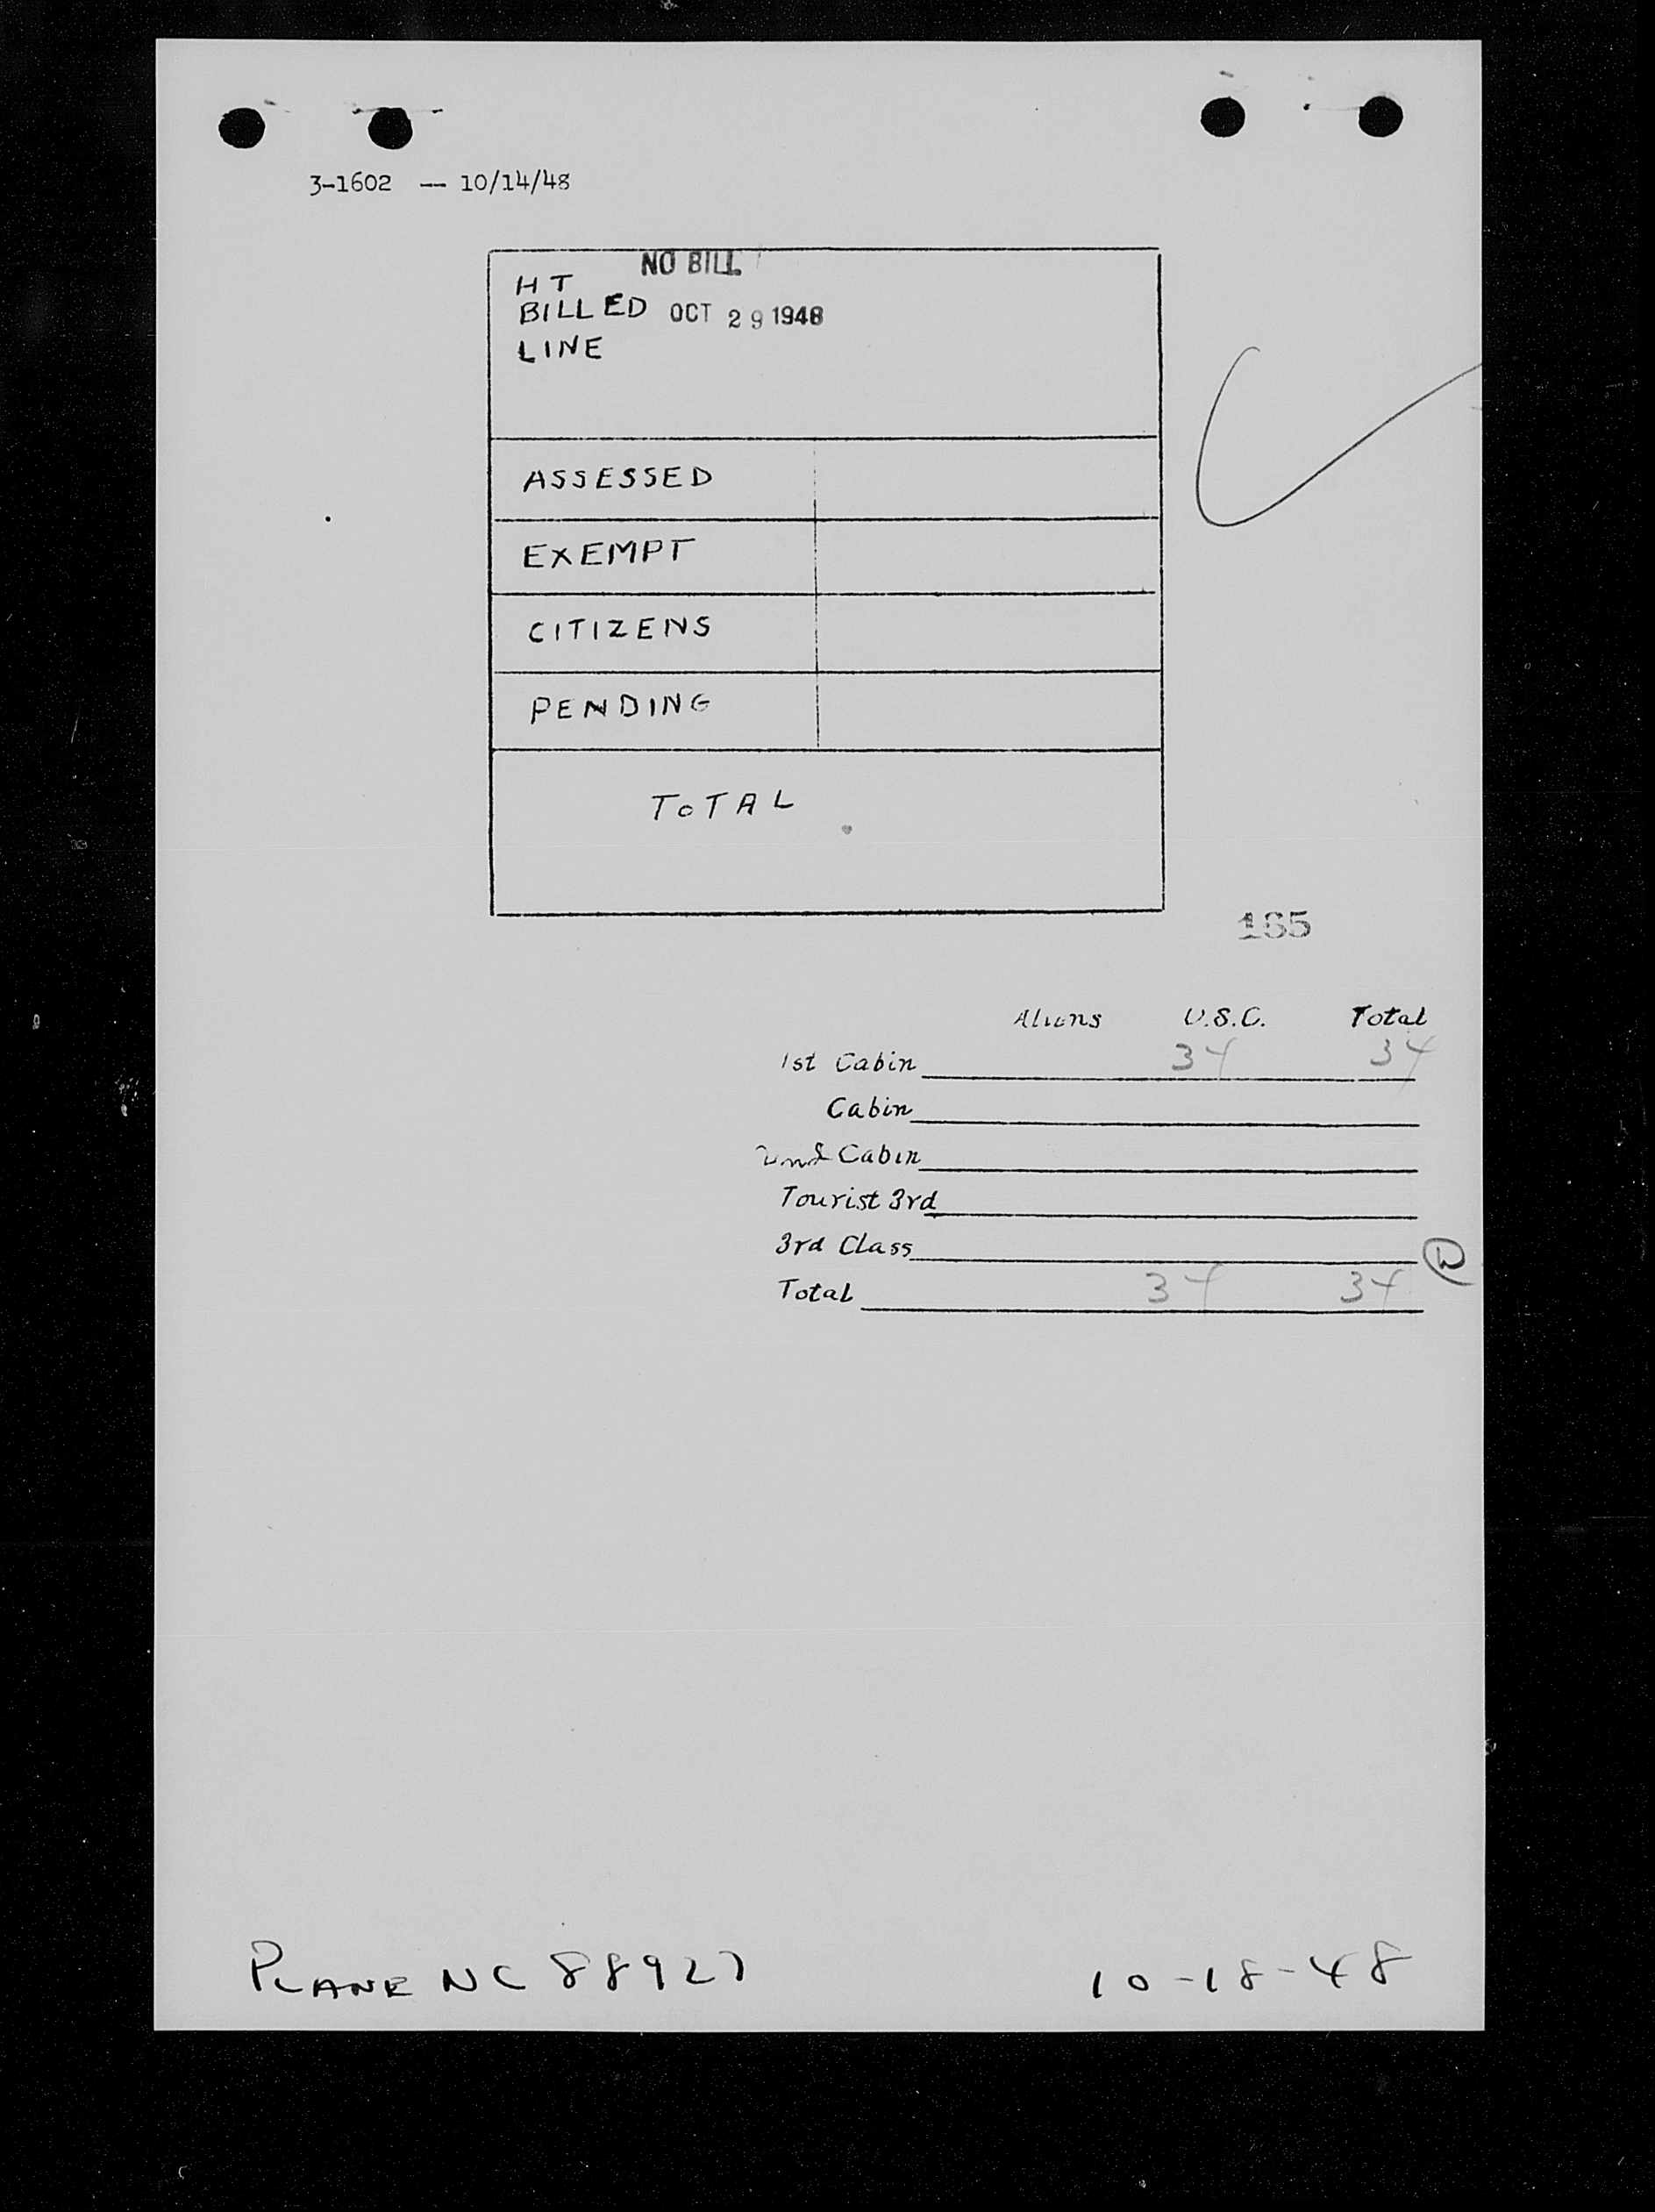 3-1602 — 10/14/48
NO BILL
HT
BILLED OCT 29 1948
LINE
ASSESSED
EXEMPT
CITIZENS
PENDING
TOTAL
165
Aliens U.S.C. Total
1st Cabin 34 34
Cabin
2nd Cabin
Tourist 3rd
3rd Class
Total 34 34
PLANE NC 88927 10-18-48